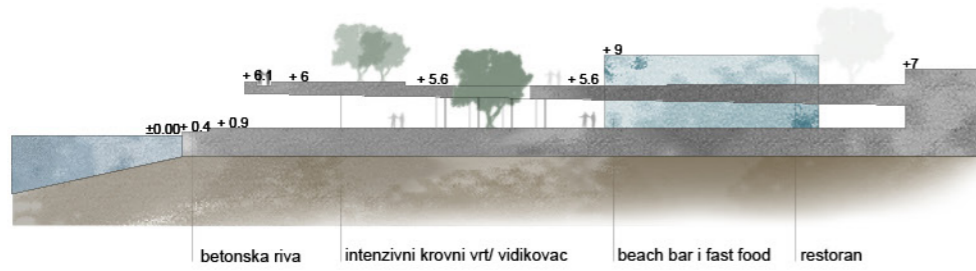 + 9
+7
+ 6.1
+ 6
+ 5.6
+ 5.6
±0.00
+ 0.4
+ 0.9
betonska riva
intenzivni krovni vrt/ vidikovac
beach bar i fast food
restoran